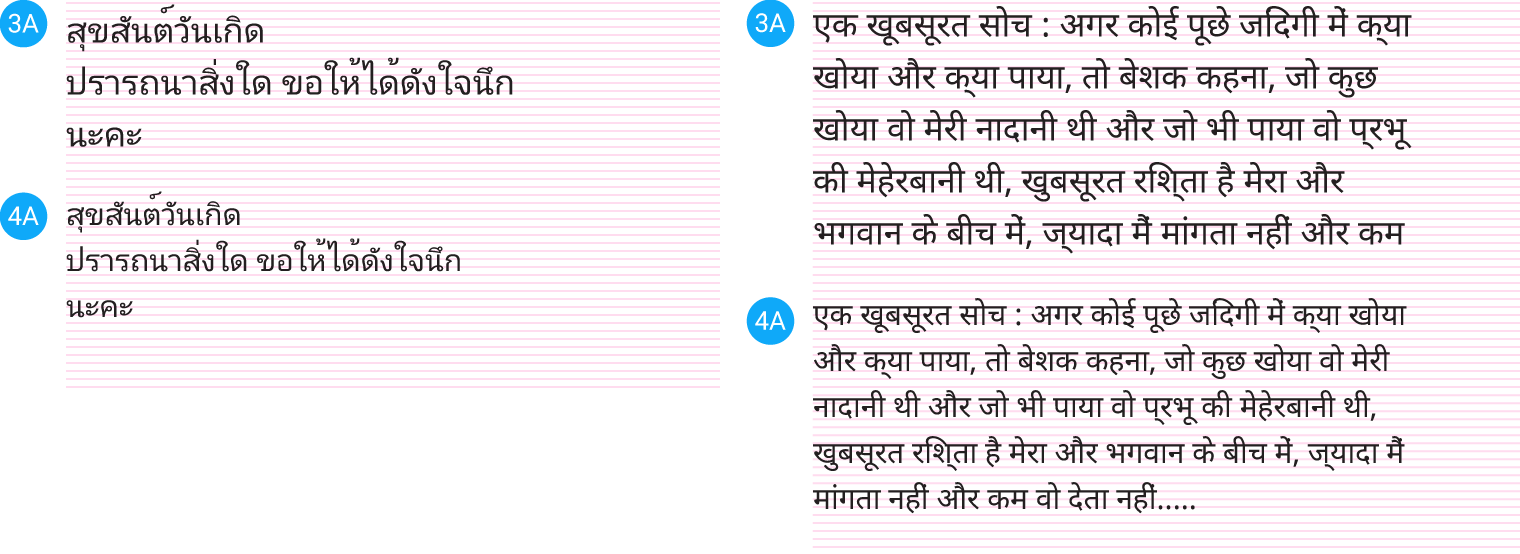 3A
สุขสันต์วันเกิด
ปรารถนาสิ่งใด ขอให้ได้ดังใจนึก
นะคะ
4A
สุขสันต์วันเกิด
ปรารถนาสิ่งใด ขอให้ได้ดังใจนึก
นะคะ
3A
एक खूबसूरत सोच : अगर कोई पूछे जदिगी में क्‌या
खोया और क्‌या पाया, तो बेशक कहना, जो कुछ
खोया वो मेरी नादानी थी और जो भी पाया वो प्‌रभू
की मेहेरबानी थी, खुबसूरत रशि्ता है मेरा और
भगवान के बीच में, ज्‌यादा मैं मांगता नहीं और कम
4A
एक खूबसूरत सोच : अगर कोई पूछे जदिगी में क्‌या खोया
और क्‌या पाया, तो बेशक कहना, जो कुछ खोया वो मेरी
नादानी थी और जो भी पाया वो प्‌रभू की मेहेरबानी थी,
खुबसूरत रशि्ता है मेरा और भगवान के बीच में, ज्‌यादा मैं
मांगता नहीं और कम वो देता नहीं.....